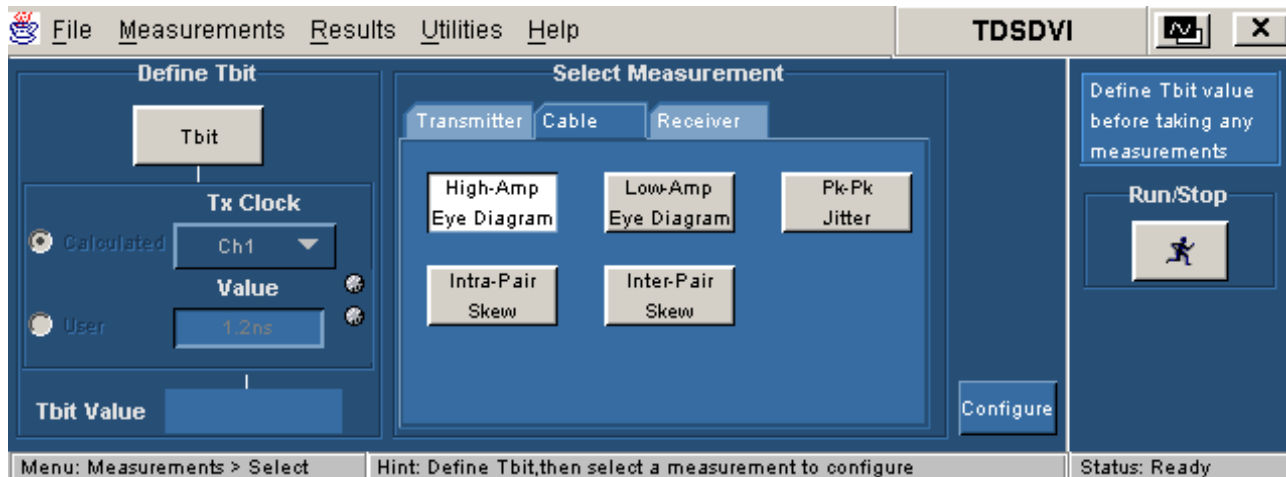 File Measurements Results Utilities Help TDSDVI X
Define Tbit
Tbit
Tx Clock
Calculated Ch1
Value
User 1.2ns
Tbit Value
Select Measurement
Transmitter Cable Receiver
High-Amp
Eye Diagram
Low-Amp
Eye Diagram
Pk-Pk
Jitter
Intra-Pair
Skew
Inter-Pair
Skew
Configure
Define Tbit value
before taking any
measurements
Run/Stop
Menu: Measurements > Select
Hint: Define Tbit,then select a measurement to configure
Status: Ready